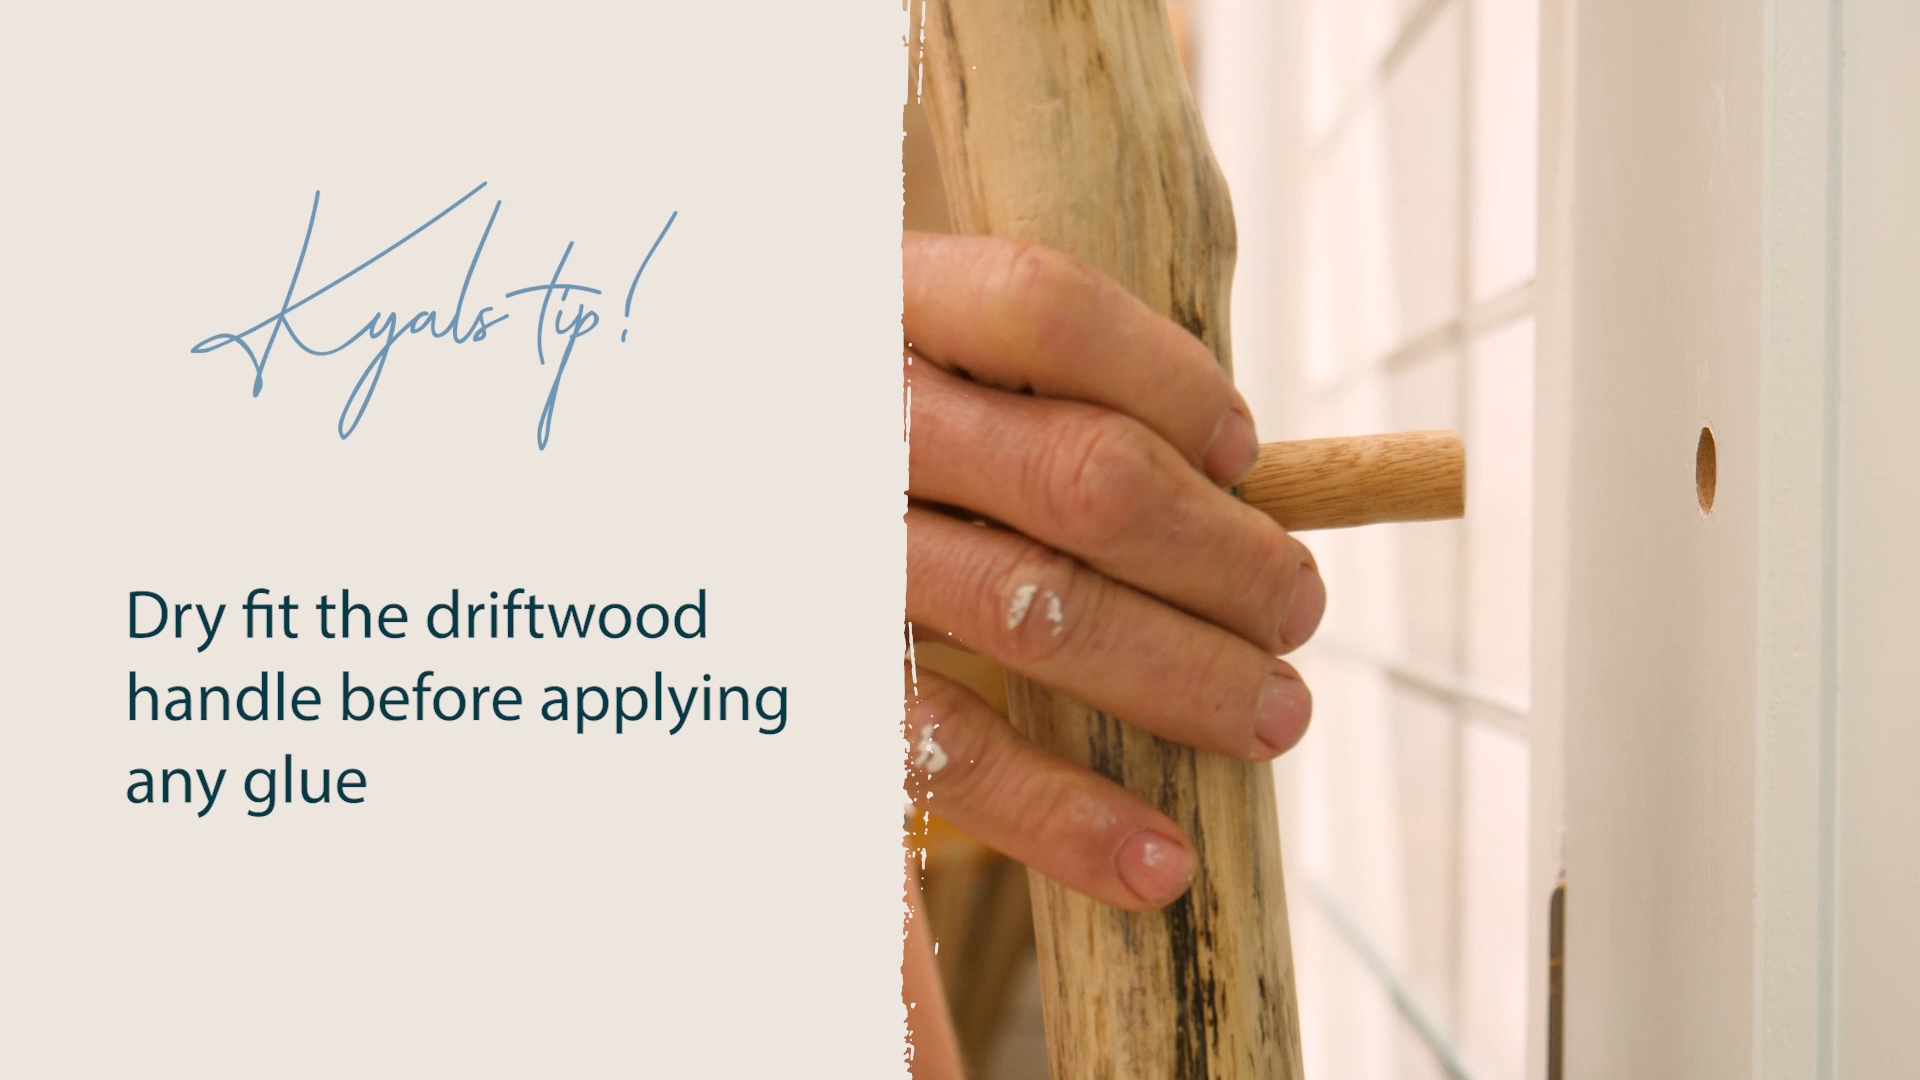 Kyals tip!
Dry fit the driftwood
handle before applying
any glue